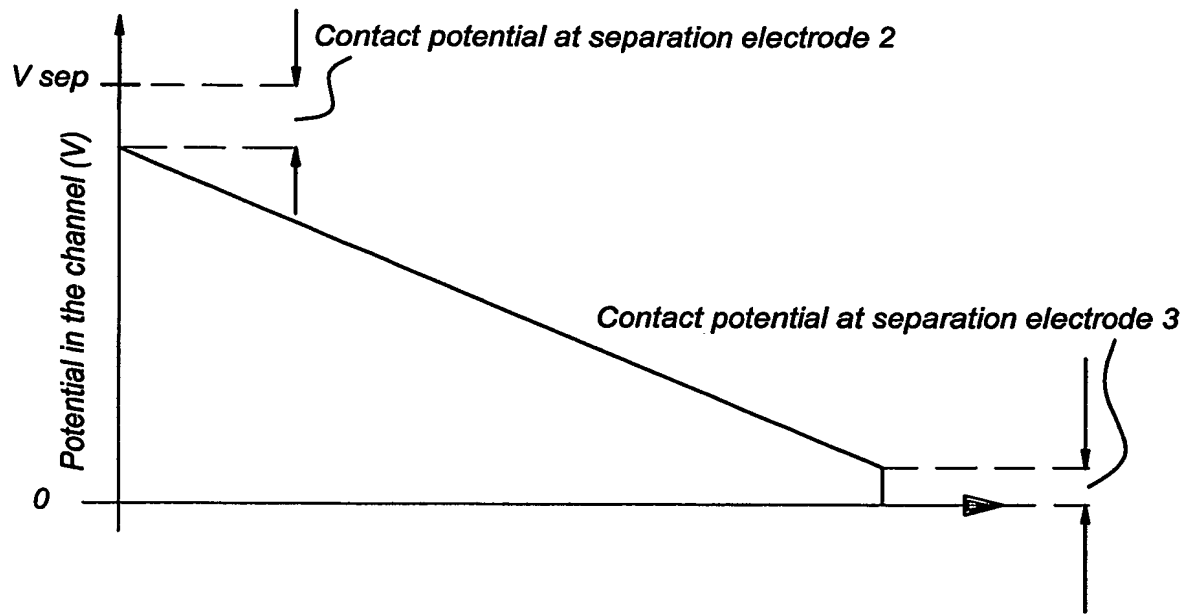 Contact potential at separation electrode 2
V sep
Potential in the channel (V)
Contact potential at separation electrode 3
0